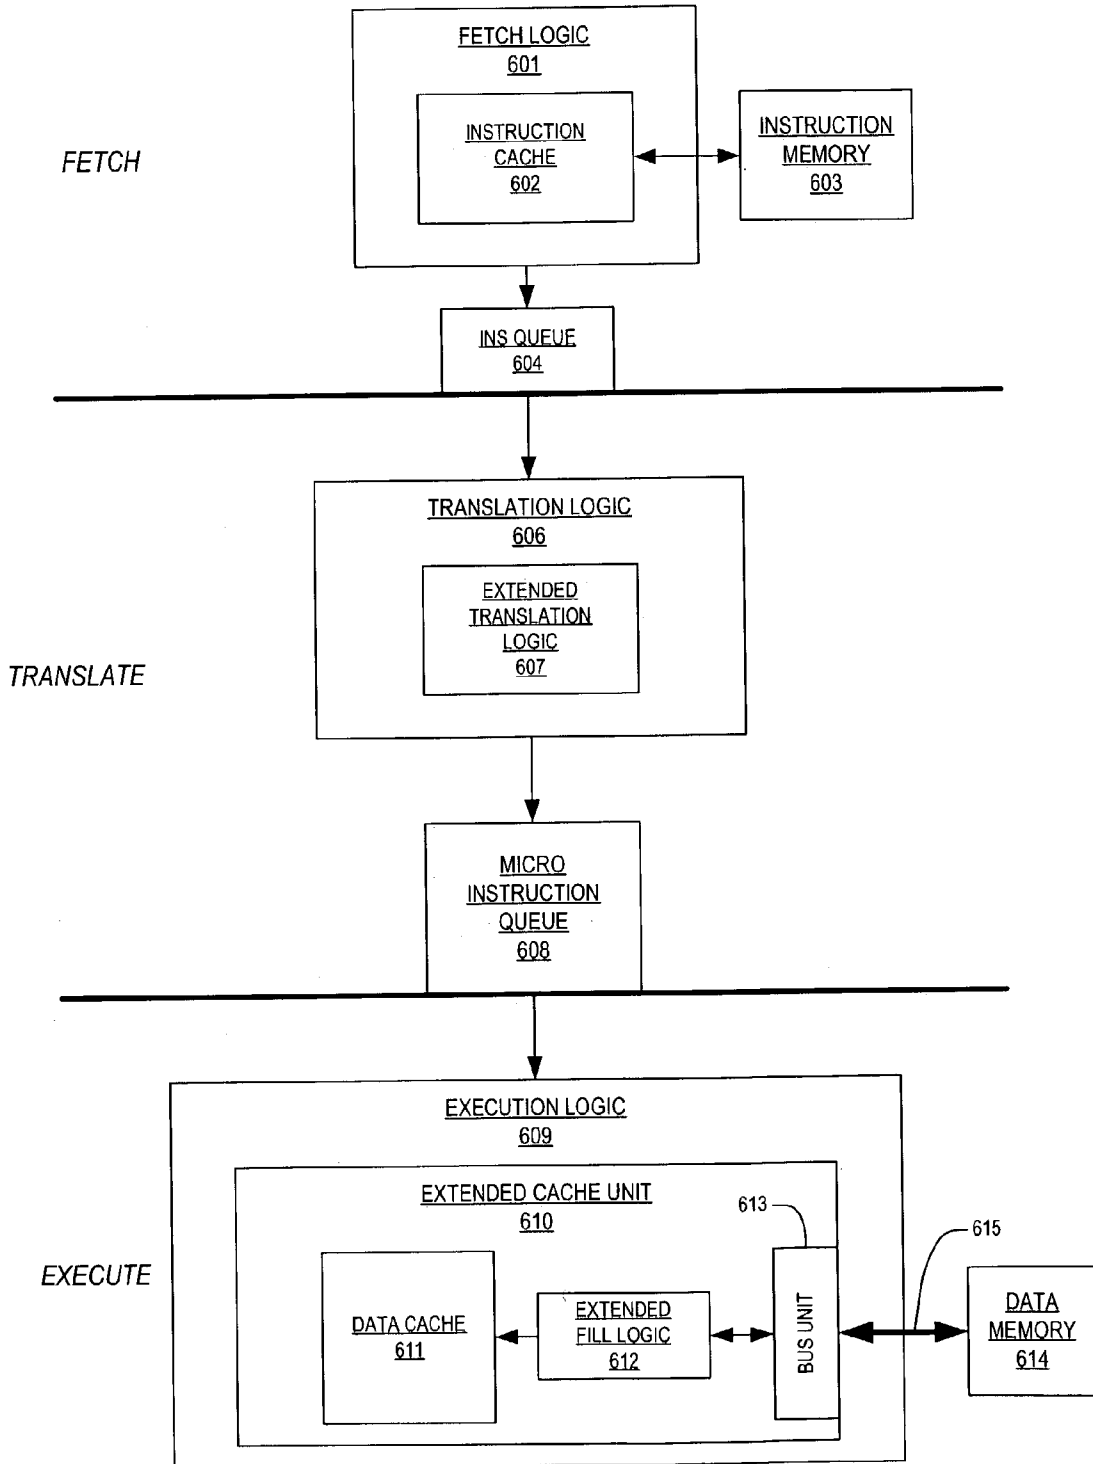 FETCH LOGIC
601
INSTRUCTION
CACHE
602
INSTRUCTION
MEMORY
603
FETCH
INS QUEUE
604
TRANSLATION LOGIC
606
EXTENDED
TRANSLATION
LOGIC
607
TRANSLATE
MICRO
INSTRUCTION
QUEUE
608
EXECUTION LOGIC
609
EXTENDED CACHE UNIT
610
613
615
EXECUTE
DATA CACHE
611
EXTENDED
FILL LOGIC
612
BUS UNIT
DATA
MEMORY
614